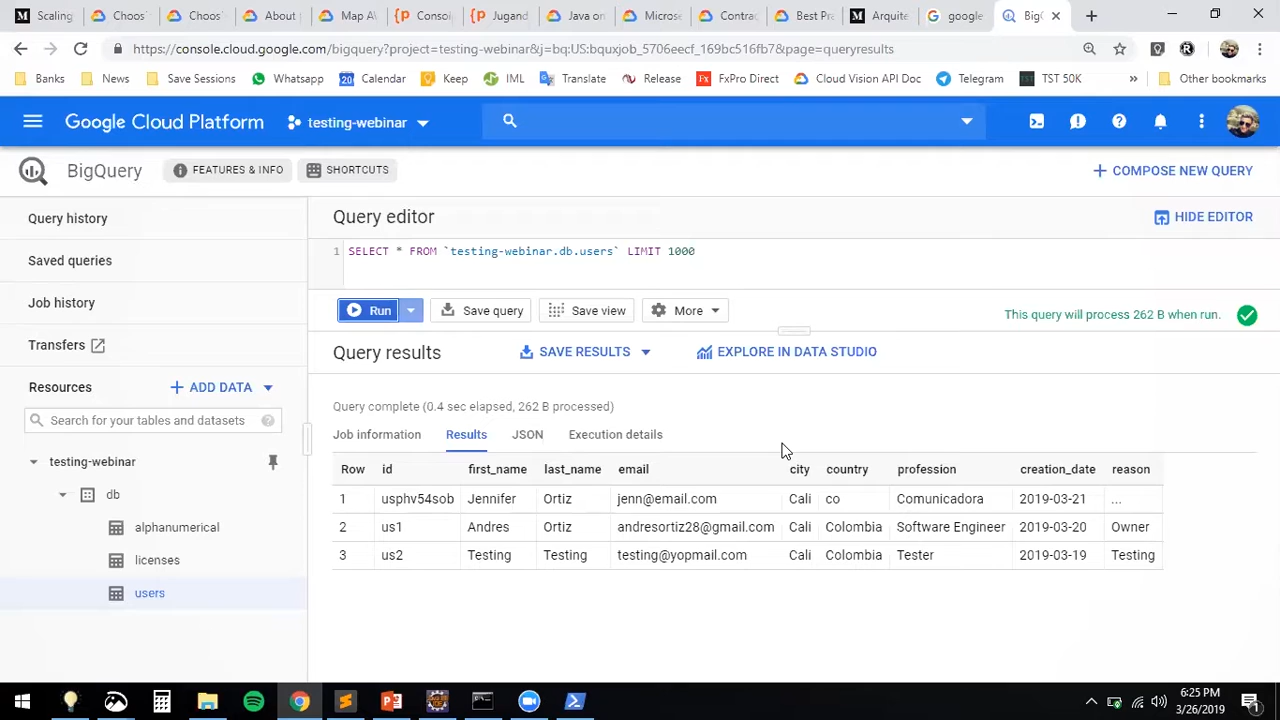 Scaling
Choos
Choos
About
Map A
Consol
Jugand
Java on
Micros
Contra
Best Pr
Arquite
google
BigQ
https://console.cloud.google.com/bigquery?project=testing-webinar&j=bq:US:bquxjob_5706eecf_169bc516fb7&page=queryresults
Banks News Save Sessions Whatsapp 20 Calendar Keep IML Translate Release Fx FxPro Direct Cloud Vision API Doc Telegram TST TST 50K » Other bookmarks
Google Cloud Platform testing-webinar
BigQuery FEATURES & INFO SHORTCUTS + COMPOSE NEW QUERY
Query history
Saved queries
Job history
Transfers
Resources + ADD DATA
Search for your tables and datasets
testing-webinar
db
alphanumerical
licenses
users
Query editor HIDE EDITOR
1 SELECT * FROM `testing-webinar.db.users` LIMIT 1000
Run Save query Save view More This query will process 262 B when run.
Query results SAVE RESULTS EXPLORE IN DATA STUDIO
Query complete (0.4 sec elapsed, 262 B processed)
Job information Results JSON Execution details
Row id first_name last_name email city country profession creation_date reason
1 usphv54sob Jennifer Ortiz jenn@email.com Cali co Comunicadora 2019-03-21 ...
2 us1 Andres Ortiz andresortiz28@gmail.com Cali Colombia Software Engineer 2019-03-20 Owner
3 us2 Testing Testing testing@yopmail.com Cali Colombia Tester 2019-03-19 Testing
6:25 PM
3/26/2019
1